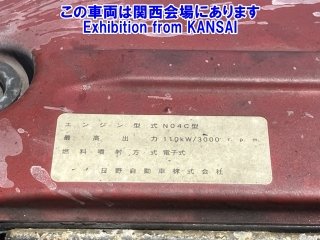 この車両は関西会場にあります
Exhibition from KANSAI
エンジン型式 N04C型
最高出力 110kW/3000rpm
燃料噴射方式 電子式
日野自動車株式会社